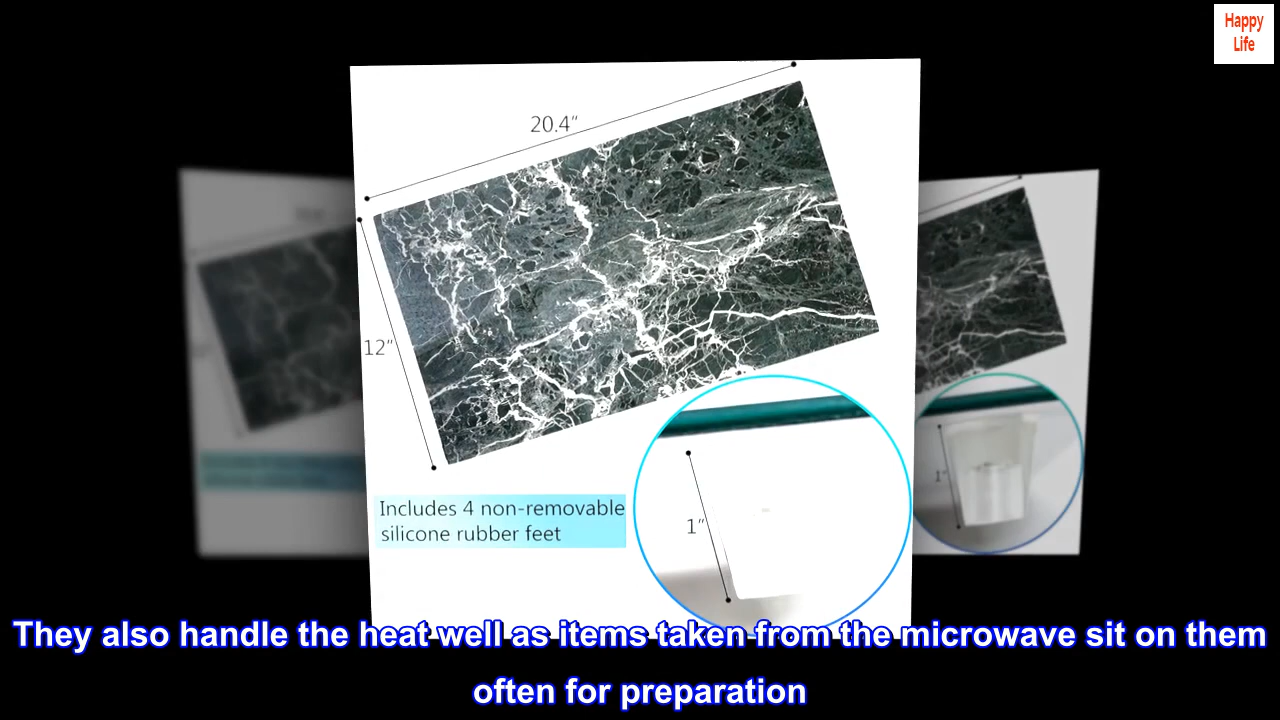 Happy
Life
20.4"
12"
Includes 4 non-removable
silicone rubber feet
1"
1"
They also handle the heat well as items taken from the microwave sit on them
often for preparation